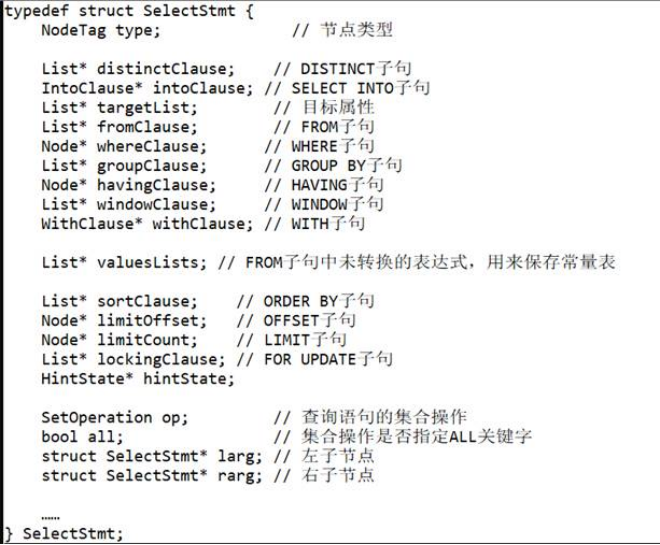 typedef struct SelectStmt {
NodeTag type; // 节点类型
List* distinctClause; // DISTINCT子句
IntoClause* intoClause; // SELECT INTO子句
List* targetList; // 目标属性
List* fromClause; // FROM子句
Node* whereClause; // WHERE子句
List* groupClause; // GROUP BY子句
Node* havingClause; // HAVING子句
List* windowClause; // WINDOW子句
WithClause* withClause; // WITH子句
List* valuesLists; // FROM子句中未转换的表达式，用来保存常量表
List* sortClause; // ORDER BY子句
Node* limitOffset; // OFFSET子句
Node* limitCount; // LIMIT子句
List* lockingClause; // FOR UPDATE子句
HintState* hintState;
SetOperation op; // 查询语句的集合操作
bool all; // 集合操作是否指定ALL关键字
struct SelectStmt* larg; // 左子节点
struct SelectStmt* rarg; // 右子节点
……
} SelectStmt;